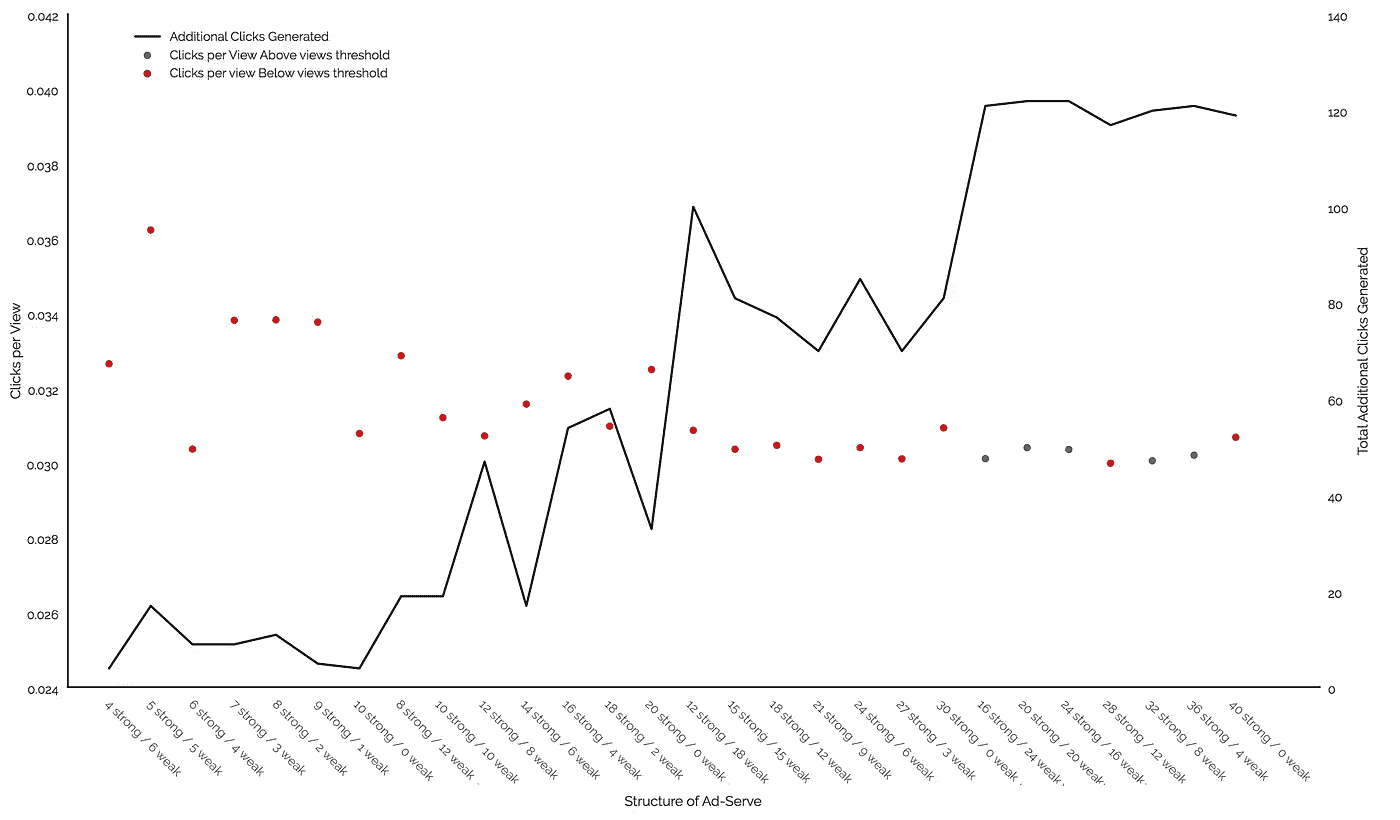 Additional Clicks Generated
Clicks per View Above views threshold
Clicks per view Below views threshold
0.042
0.040
0.038
0.036
0.034
0.032
0.030
0.028
0.026
0.024
Clicks per View
140
120
100
80
60
40
20
0
Total Additional Clicks Generated
4 strong / 6 weak
5 strong / 5 weak
6 strong / 4 weak
7 strong / 3 weak
8 strong / 2 weak
9 strong / 1 weak
10 strong / 0 weak
8 strong / 12 weak
10 strong / 10 weak
12 strong / 8 weak
14 strong / 6 weak
16 strong / 4 weak
18 strong / 2 weak
20 strong / 0 weak
12 strong / 18 weak
15 strong / 15 weak
18 strong / 12 weak
21 strong / 9 weak
24 strong / 6 weak
27 strong / 3 weak
30 strong / 0 weak
16 strong / 24 weak
20 strong / 20 weak
24 strong / 16 weak
28 strong / 12 weak
32 strong / 8 weak
36 strong / 4 weak
40 strong / 0 weak
Structure of Ad-Serve